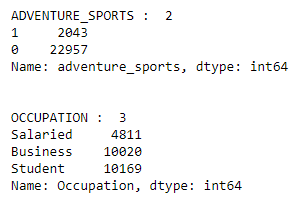 ADVENTURE_SPORTS :  2
1     2043
0    22957
Name: adventure_sports, dtype: int64
OCCUPATION :  3
Salaried     4811
Business    10020
Student     10169
Name: Occupation, dtype: int64